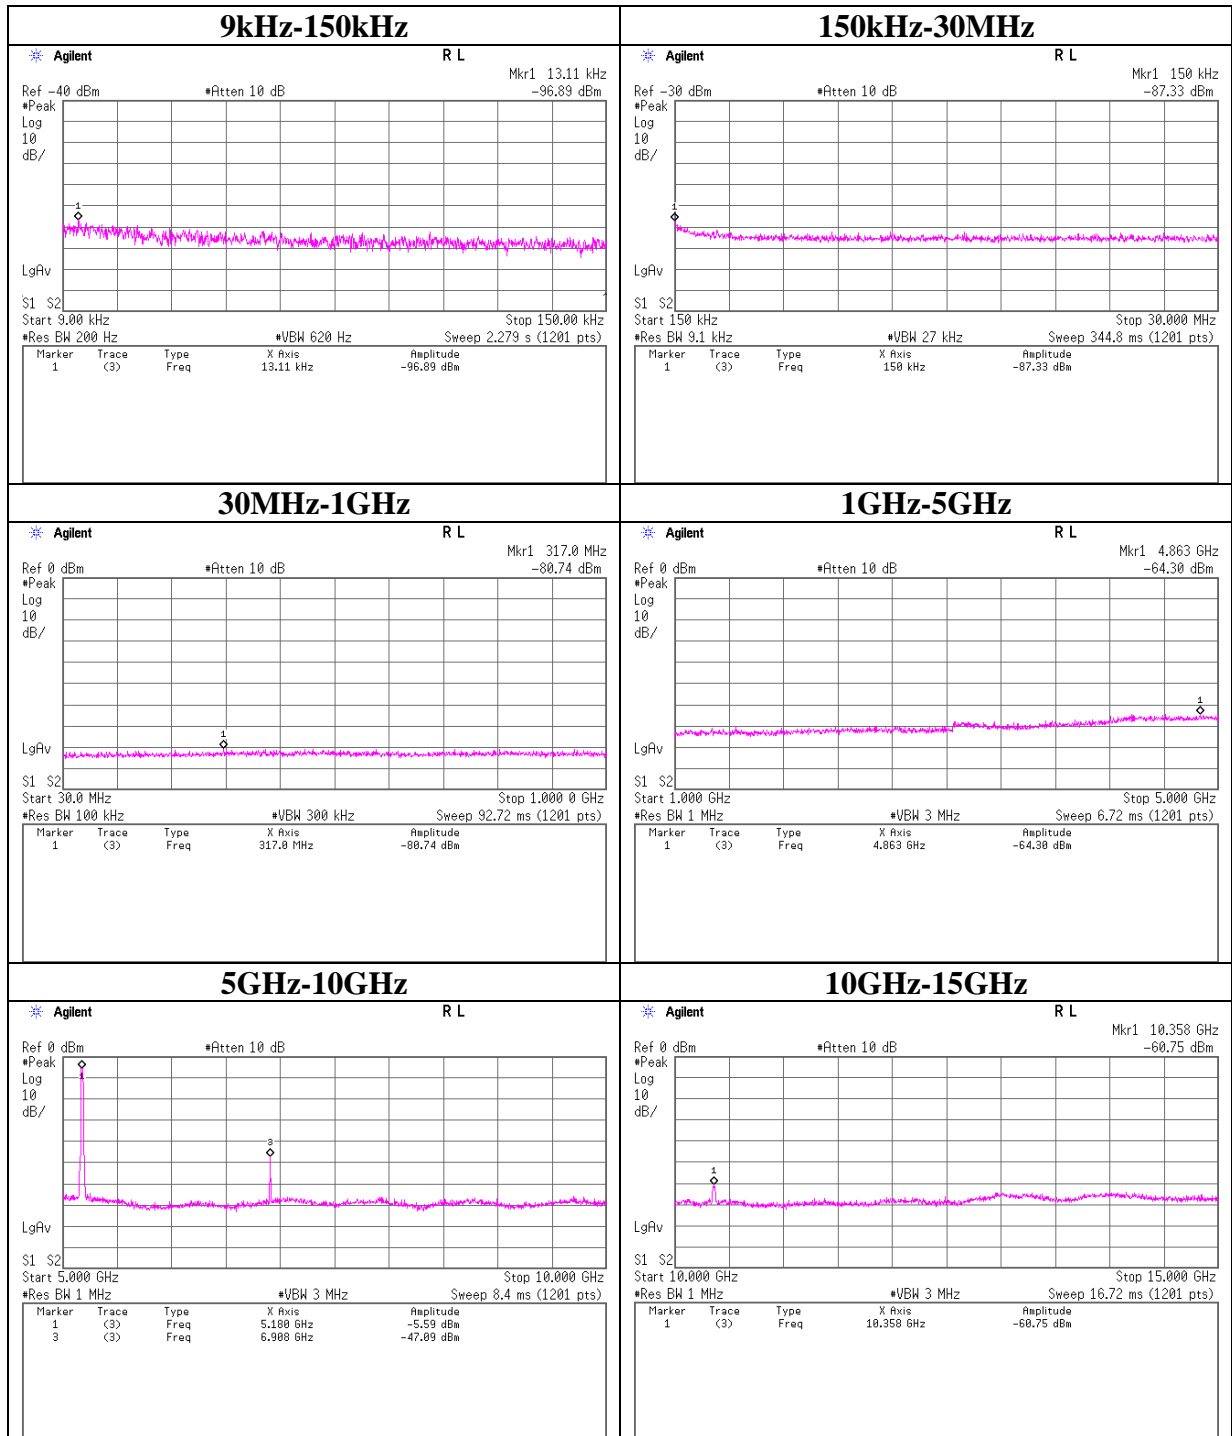 9kHz-150kHz
Agilent R L
Mkr1 13.11 kHz
Ref -40 dBm #Atten 10 dB -96.89 dBm
#Peak
Log
10
dB/
1
LgAv
S1 S2
Start 9.00 kHz Stop 150.00 kHz
#Res BW 200 Hz #VBW 620 Hz Sweep 2.279 s (1201 pts)
Marker Trace Type X Axis Amplitude
1 (3) Freq 13.11 kHz -96.89 dBm
150kHz-30MHz
Agilent R L
Mkr1 150 kHz
Ref -30 dBm #Atten 10 dB -87.33 dBm
#Peak
Log
10
dB/
1
LgAv
S1 S2
Start 150 kHz Stop 30.000 MHz
#Res BW 9.1 kHz #VBW 27 kHz Sweep 344.8 ms (1201 pts)
Marker Trace Type X Axis Amplitude
1 (3) Freq 150 kHz -87.33 dBm
30MHz-1GHz
Agilent R L
Mkr1 317.0 MHz
Ref 0 dBm #Atten 10 dB -80.74 dBm
#Peak
Log
10
dB/
1
LgAv
S1 S2
Start 30.0 MHz Stop 1.000 0 GHz
#Res BW 100 kHz #VBW 300 kHz Sweep 92.72 ms (1201 pts)
Marker Trace Type X Axis Amplitude
1 (3) Freq 317.0 MHz -80.74 dBm
1GHz-5GHz
Agilent R L
Mkr1 4.863 GHz
Ref 0 dBm #Atten 10 dB -64.30 dBm
#Peak
Log
10
dB/
1
LgAv
S1 S2
Start 1.000 GHz Stop 5.000 GHz
#Res BW 1 MHz #VBW 3 MHz Sweep 6.72 ms (1201 pts)
Marker Trace Type X Axis Amplitude
1 (3) Freq 4.863 GHz -64.30 dBm
5GHz-10GHz
Agilent R L
Ref 0 dBm #Atten 10 dB
#Peak
Log
10
dB/
1
3
LgAv
S1 S2
Start 5.000 GHz Stop 10.000 GHz
#Res BW 1 MHz #VBW 3 MHz Sweep 8.4 ms (1201 pts)
Marker Trace Type X Axis Amplitude
1 (3) Freq 5.180 GHz -5.59 dBm
3 (3) Freq 6.908 GHz -47.09 dBm
10GHz-15GHz
Agilent R L
Mkr1 10.358 GHz
Ref 0 dBm #Atten 10 dB -60.75 dBm
#Peak
Log
10
dB/
1
LgAv
S1 S2
Start 10.000 GHz Stop 15.000 GHz
#Res BW 1 MHz #VBW 3 MHz Sweep 16.72 ms (1201 pts)
Marker Trace Type X Axis Amplitude
1 (3) Freq 10.358 GHz -60.75 dBm